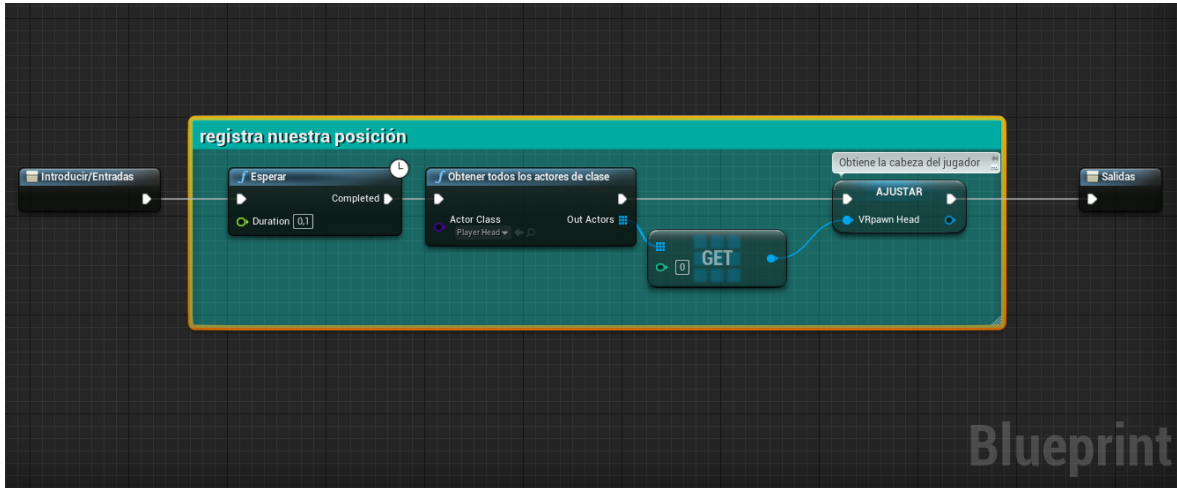 registra nuestra posición
Obtiene la cabeza del jugador
Introducir/Entradas
Esperar
Completed
Duration 0,1
Obtener todos los actores de clase
Actor Class
Player Head
Out Actors
GET
0
AJUSTAR
VRpawn Head
Salidas
Blueprint